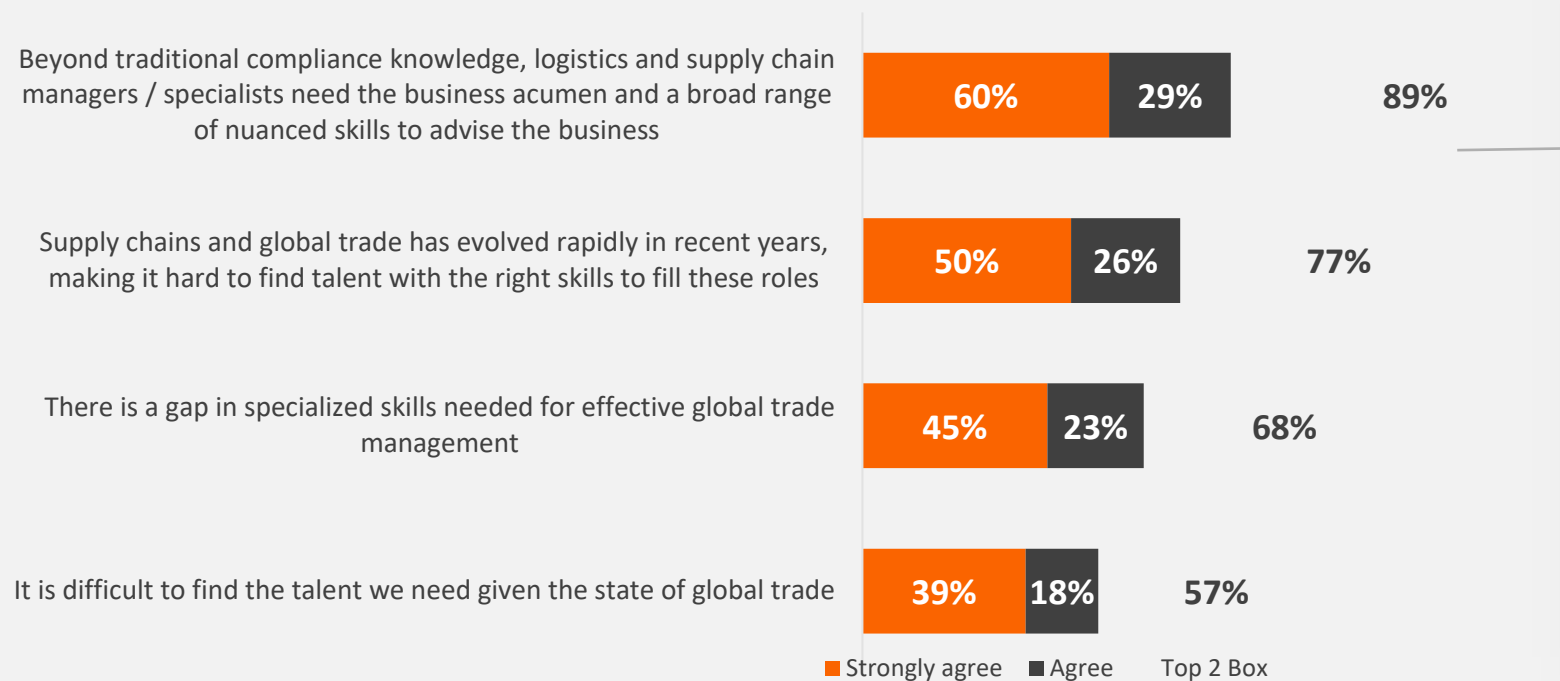 Beyond traditional compliance knowledge, logistics and supply chain
managers / specialists need the business acumen and a broad range
of nuanced skills to advise the business
60% 29% 89%
Supply chains and global trade has evolved rapidly in recent years,
making it hard to find talent with the right skills to fill these roles
50% 26% 77%
There is a gap in specialized skills needed for effective global trade
management
45% 23% 68%
It is difficult to find the talent we need given the state of global trade
39% 18% 57%
Strongly agree Agree Top 2 Box